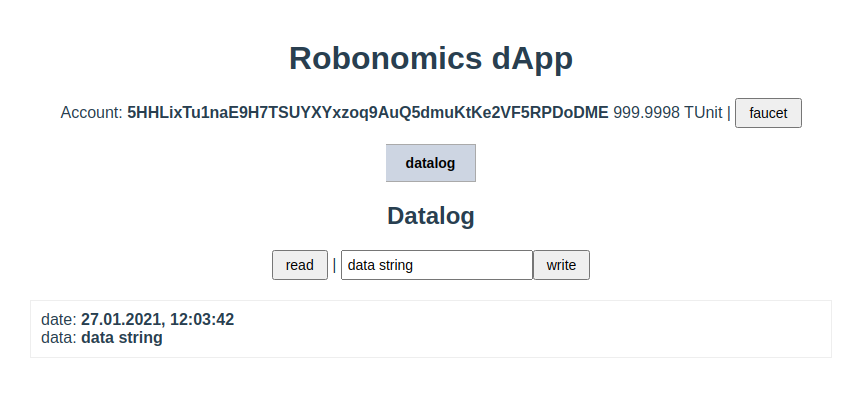 Robonomics dApp
Account: 5HHLixTu1naE9H7TSUYXYxzoq9AuQ5dmuKtKe2VF5RPDoDME 999.9998 TUnit | faucet
datalog
Datalog
read | data string write
date: 27.01.2021, 12:03:42
data: data string